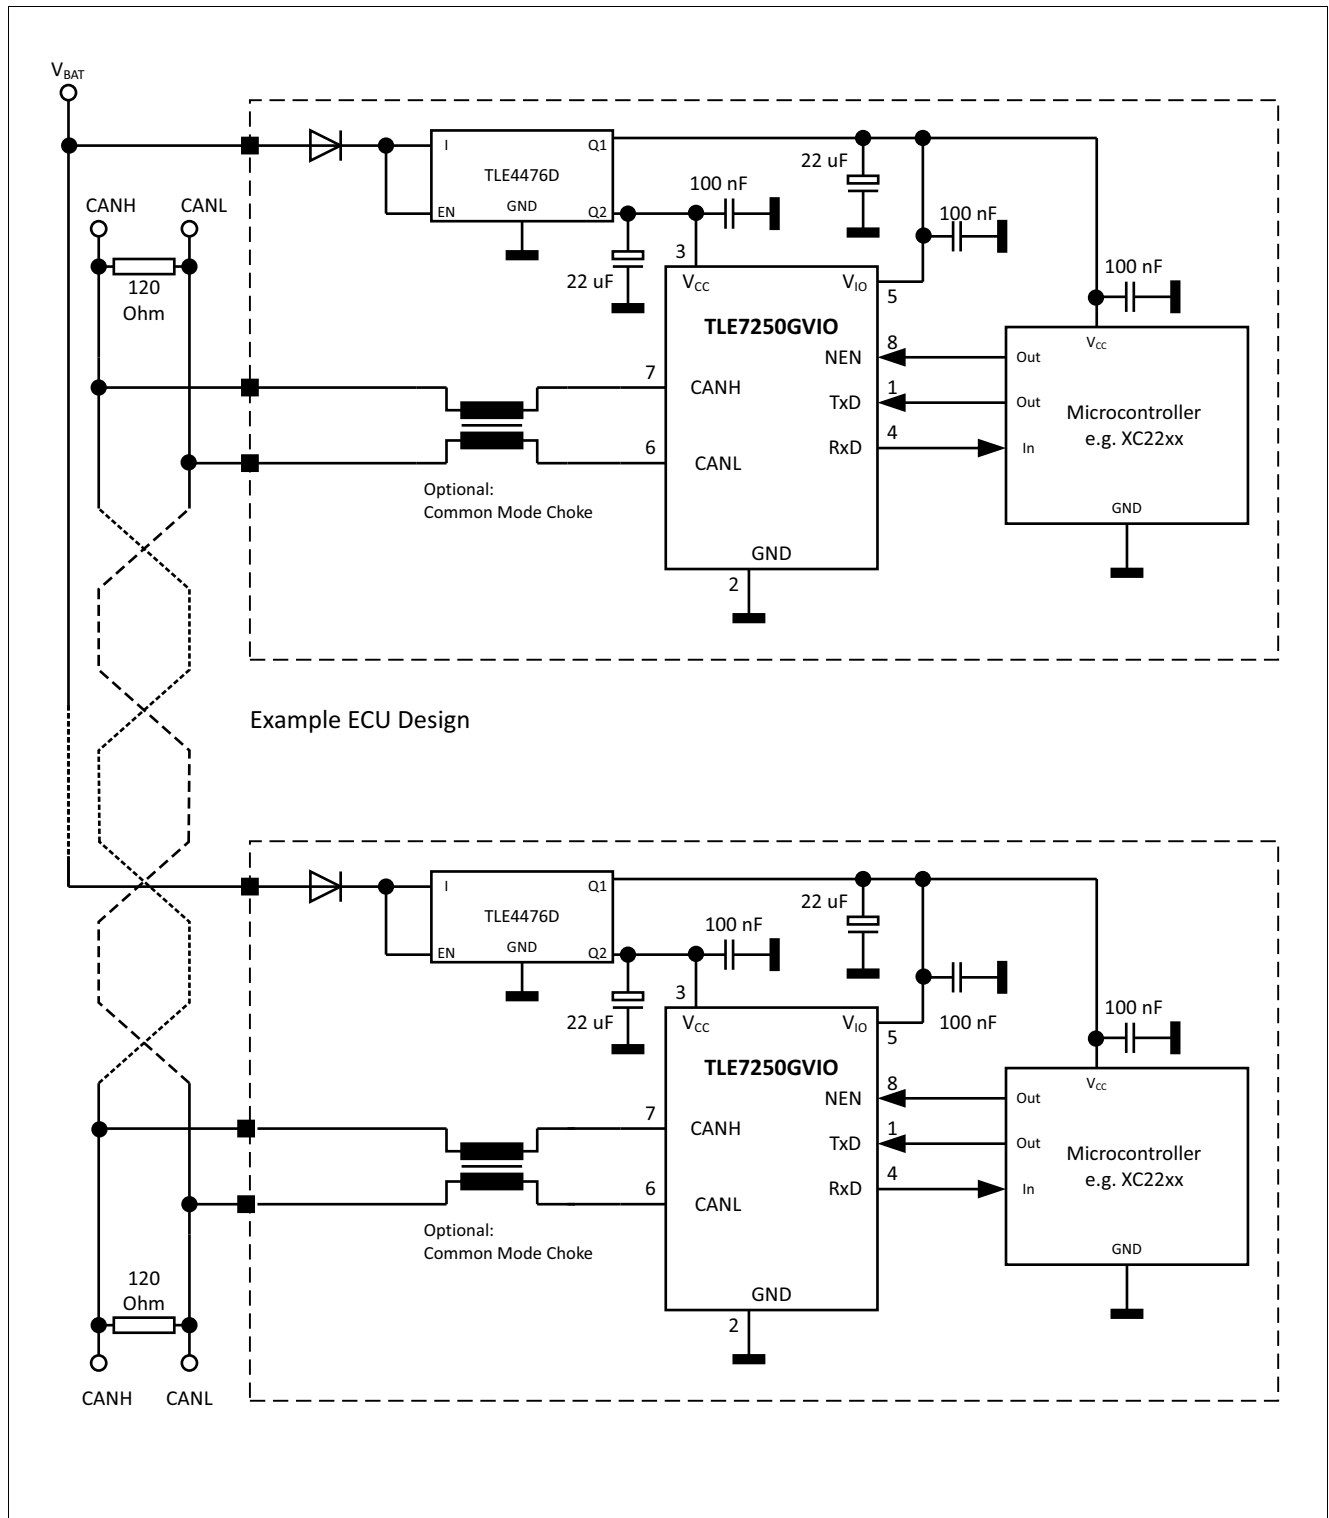 VBAT
CANH CANL
120
Ohm
I Q1
TLE4476D
EN GND Q2
22 uF
100 nF
22 uF
100 nF
100 nF
3
VCC VIO
5
TLE7250GVIO
NEN 8
7 CANH
TxD 1
RxD 4
6 CANL
GND
2
VCC
Out
Out
Microcontroller
e.g. XC22xx
In
GND
Optional:
Common Mode Choke
Example ECU Design
I Q1
TLE4476D
EN GND Q2
22 uF
100 nF
22 uF
100 nF
100 nF
3
VCC VIO
5
TLE7250GVIO
NEN 8
7 CANH
TxD 1
RxD 4
6 CANL
GND
2
VCC
Out
Out
Microcontroller
e.g. XC22xx
In
GND
Optional:
Common Mode Choke
120
Ohm
CANH CANL